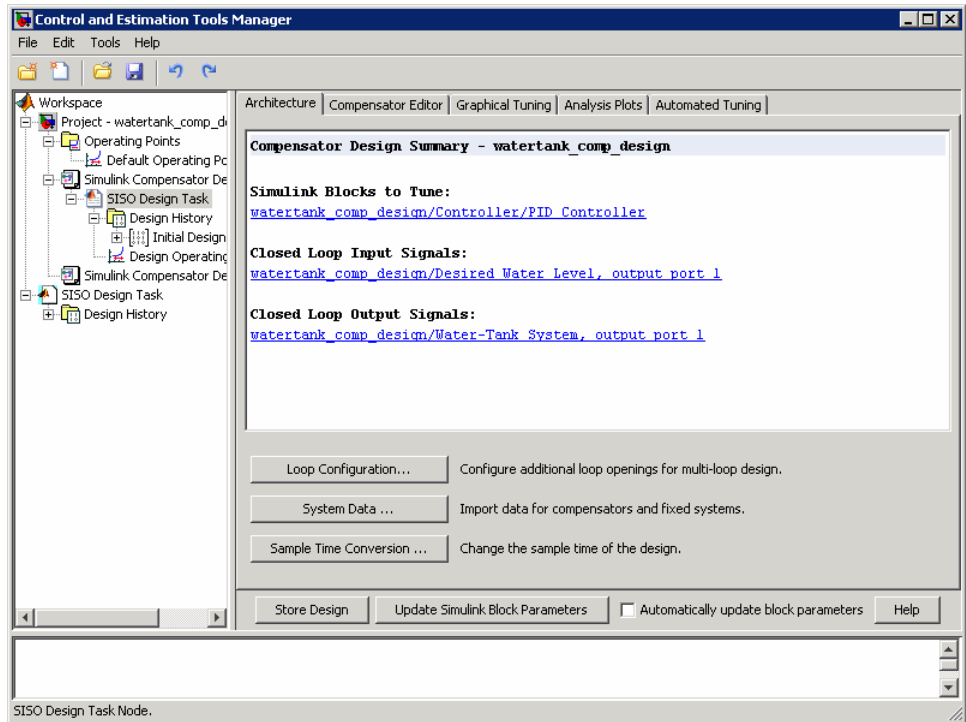 Control and Estimation Tools Manager
File Edit Tools Help
Workspace
Project - watertank_comp_d
Operating Points
Default Operating Pc
Simulink Compensator De
SISO Design Task
Design History
Initial Design
Design Operating
Simulink Compensator De
SISO Design Task
Design History
Architecture Compensator Editor Graphical Tuning Analysis Plots Automated Tuning
Compensator Design Summary - watertank_comp_design
Simulink Blocks to Tune:
watertank_comp_design/Controller/PID Controller
Closed Loop Input Signals:
watertank_comp_design/Desired Water Level, output port 1
Closed Loop Output Signals:
watertank_comp_design/Water-Tank System, output port 1
Loop Configuration... Configure additional loop openings for multi-loop design.
System Data ... Import data for compensators and fixed systems.
Sample Time Conversion ... Change the sample time of the design.
Store Design Update Simulink Block Parameters Automatically update block parameters Help
SISO Design Task Node.